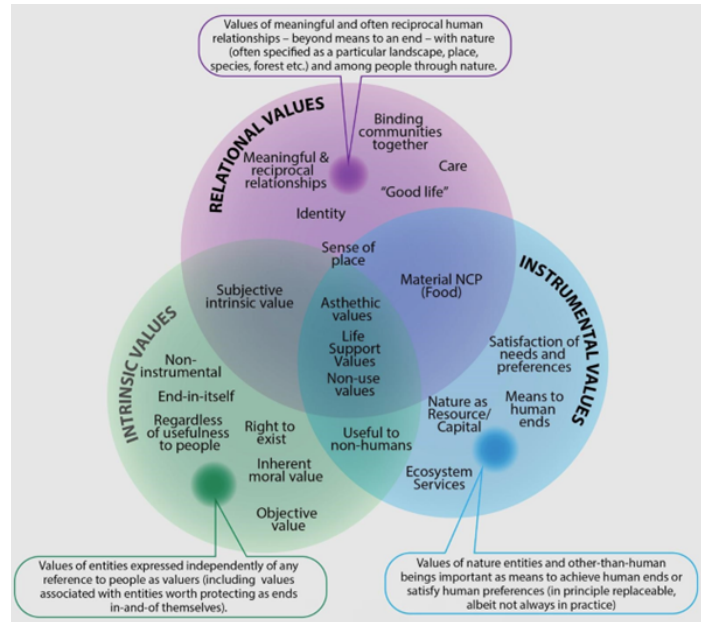 Values of meaningful and often reciprocal human
relationships – beyond means to an end – with nature
(often specified as a particular landscape, place,
species, forest etc.) and among people through nature.
RELATIONAL VALUES
Binding
communities
together
Meaningful &
reciprocal
relationships
Care
"Good life"
Identity
Sense of
place
INSTRUMENTAL VALUES
Material NCP
(Food)
Subjective
intrinsic value
Asthethic
values
INTRINSIC VALUES
Life
Support
Values
Satisfaction of
needs and
preferences
Non-
instrumental
Non-use
values
End-in-itself
Nature as
Resource/
Capital
Means to
human
ends
Regardless
of usefulness
to people
Right to
exist
Useful to
non-humans
Inherent
moral value
Ecosystem
Services
Objective
value
Values of entities expressed independently of any
reference to people as valuers (including values
associated with entities worth protecting as ends
in-and-of themselves).
Values of nature entities and other-than-human
beings important as means to achieve human ends or
satisfy human preferences (in principle replaceable,
albeit not always in practice)